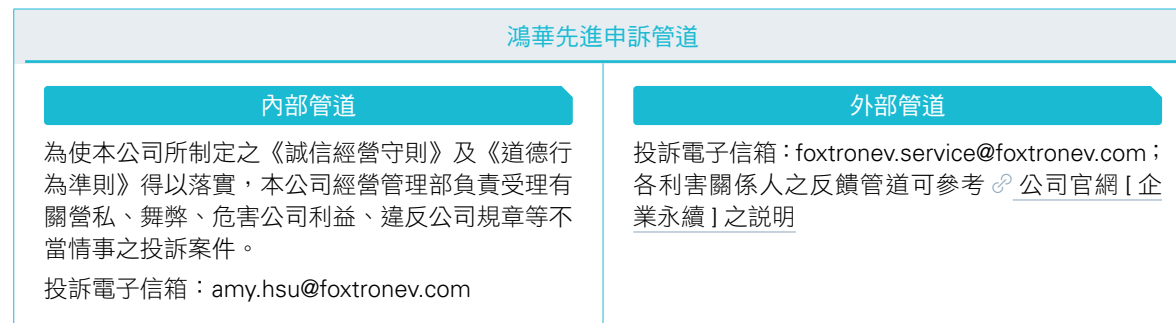 鴻華先進申訴管道
內部管道
為使本公司所制定之《誠信經營守則》及《道德行
為準則》得以落實，本公司經營管理部負責受理有
關營私、舞弊、危害公司利益、違反公司規章等不
當情事之投訴案件。
投訴電子信箱：amy.hsu@foxtronev.com
外部管道
投訴電子信箱：foxtronev.service@foxtronev.com；
各利害關係人之反饋管道可參考 公司官網 [ 企
業永續 ] 之說明